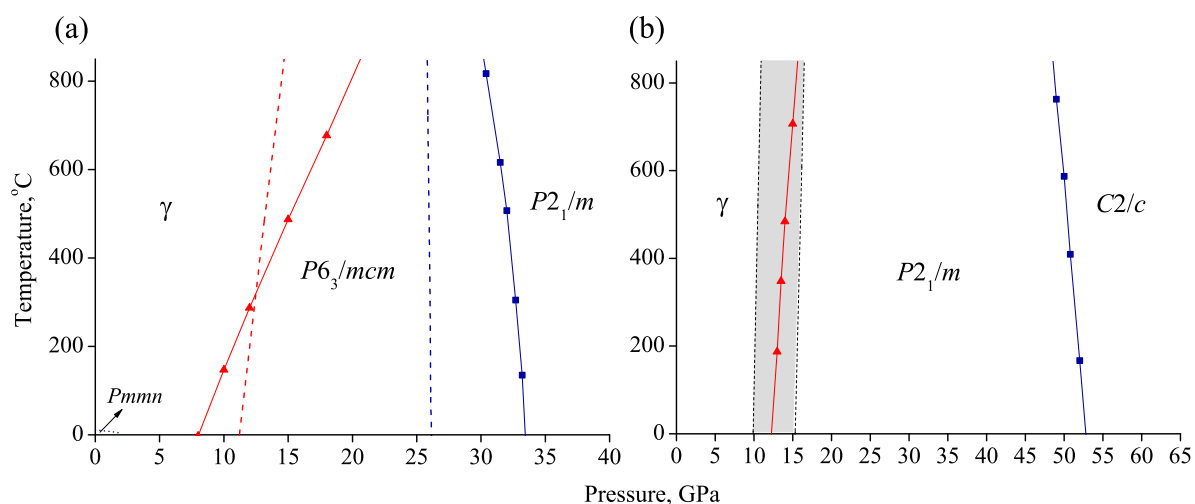 (a)
(b)
Temperature,°C
800
600
400
200
0
γ
P6₃/mcm
P2₁/m
Pmmn
0 5 10 15 20 25 30 35 40
800
600
400
200
0
γ
P2₁/m
C2/c
0 5 10 15 20 25 30 35 40 45 50 55 60 65
Pressure, GPa